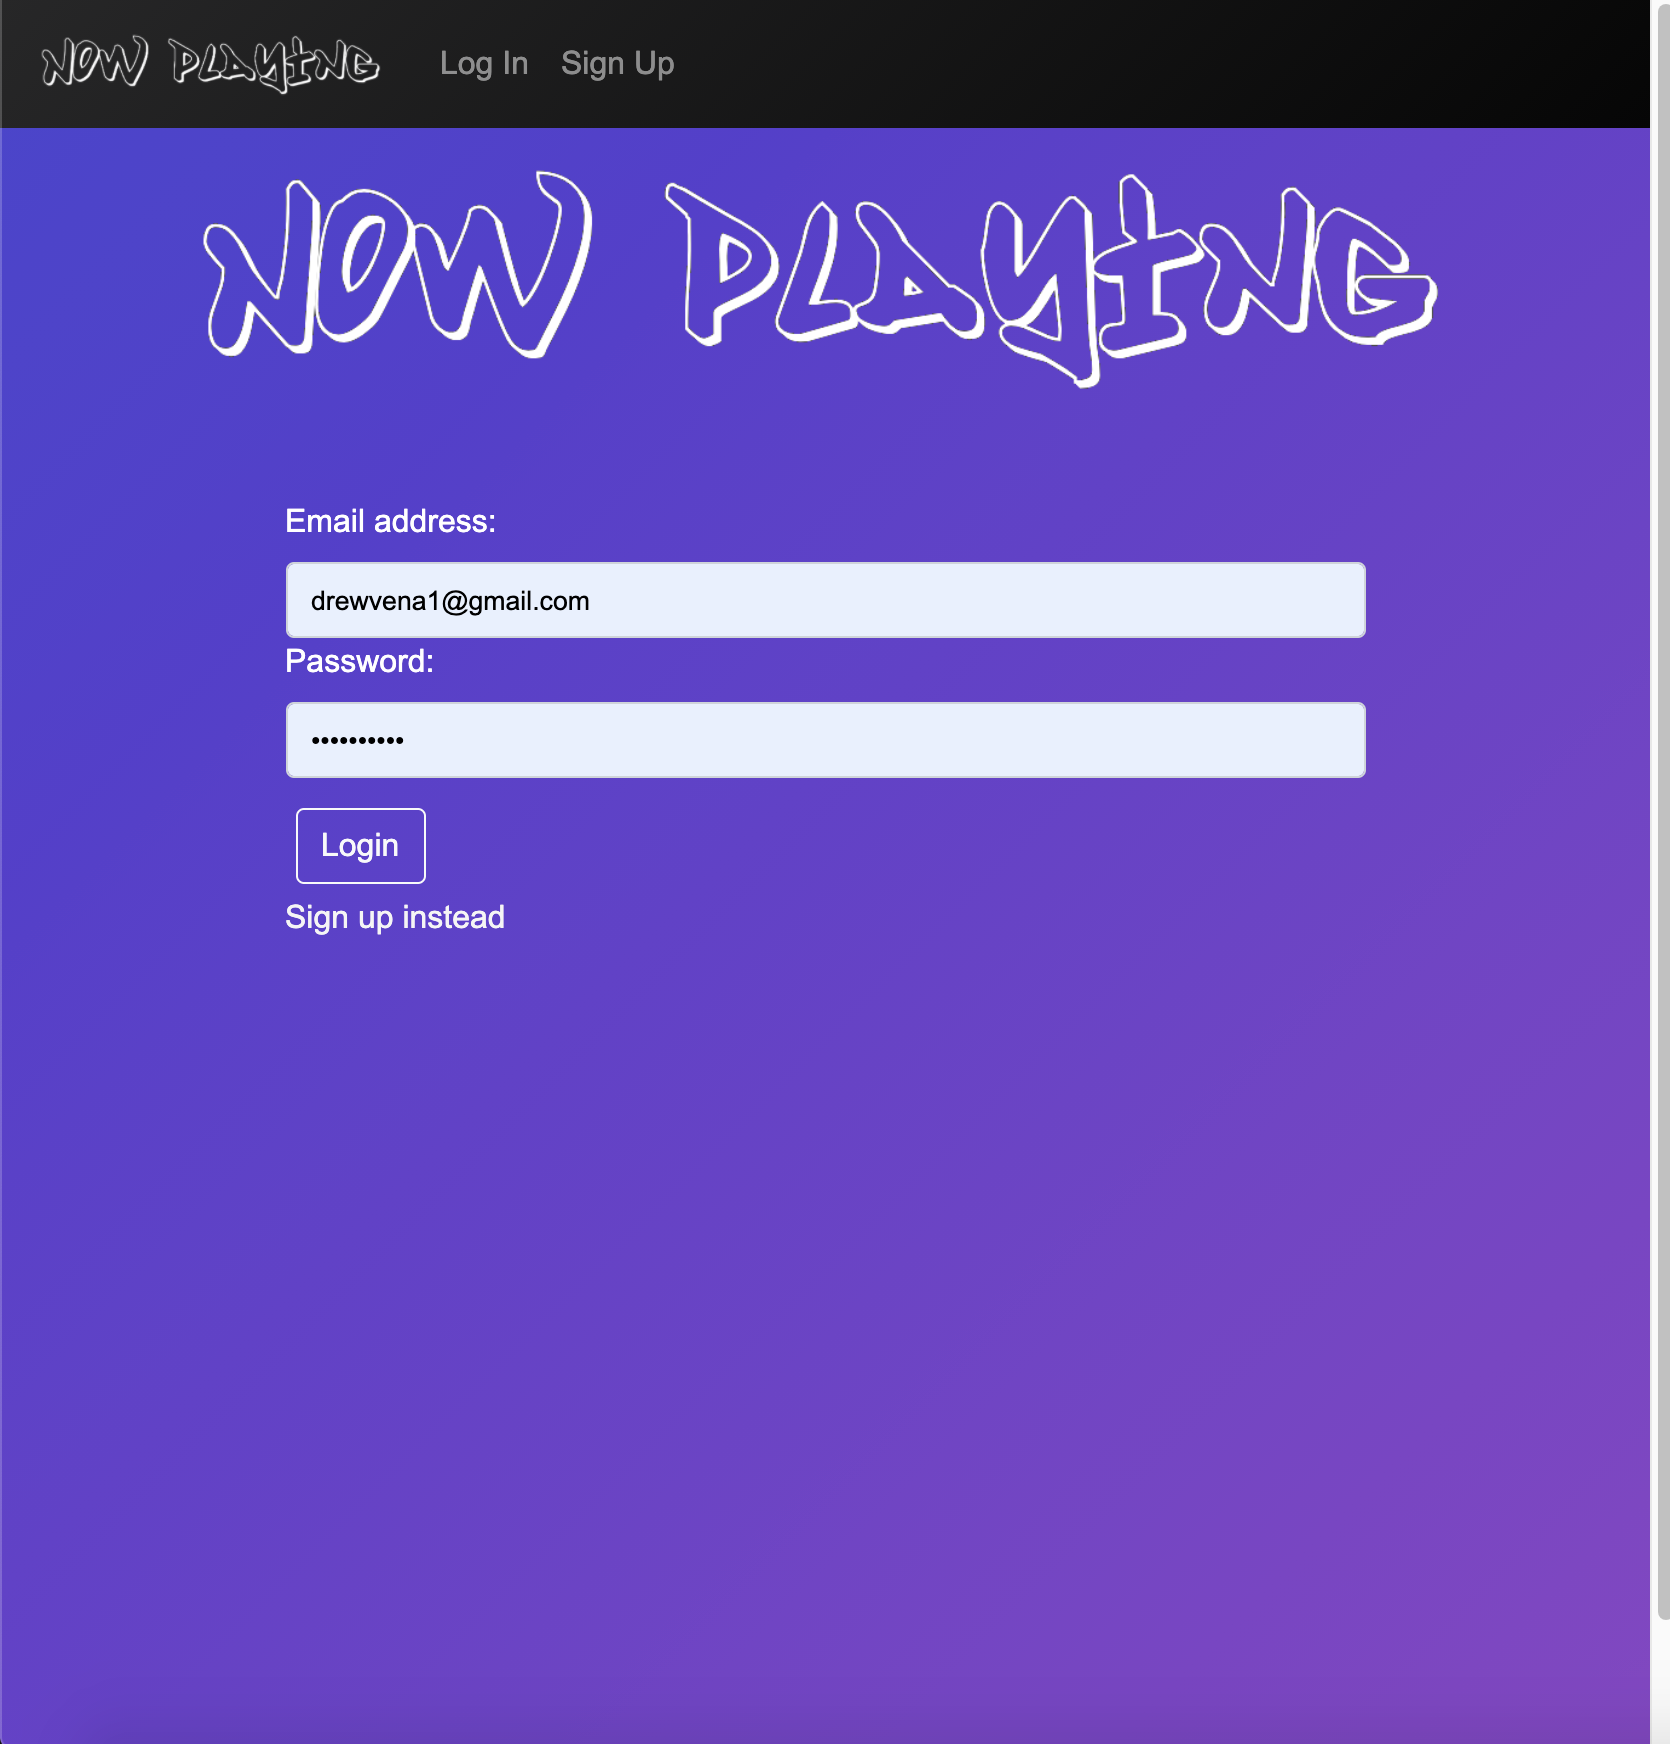 NOW PLAYING Log In Sign Up
NOW PLAYING
Email address:
drewvena1@gmail.com
Password:
••••••••••
Login
Sign up instead